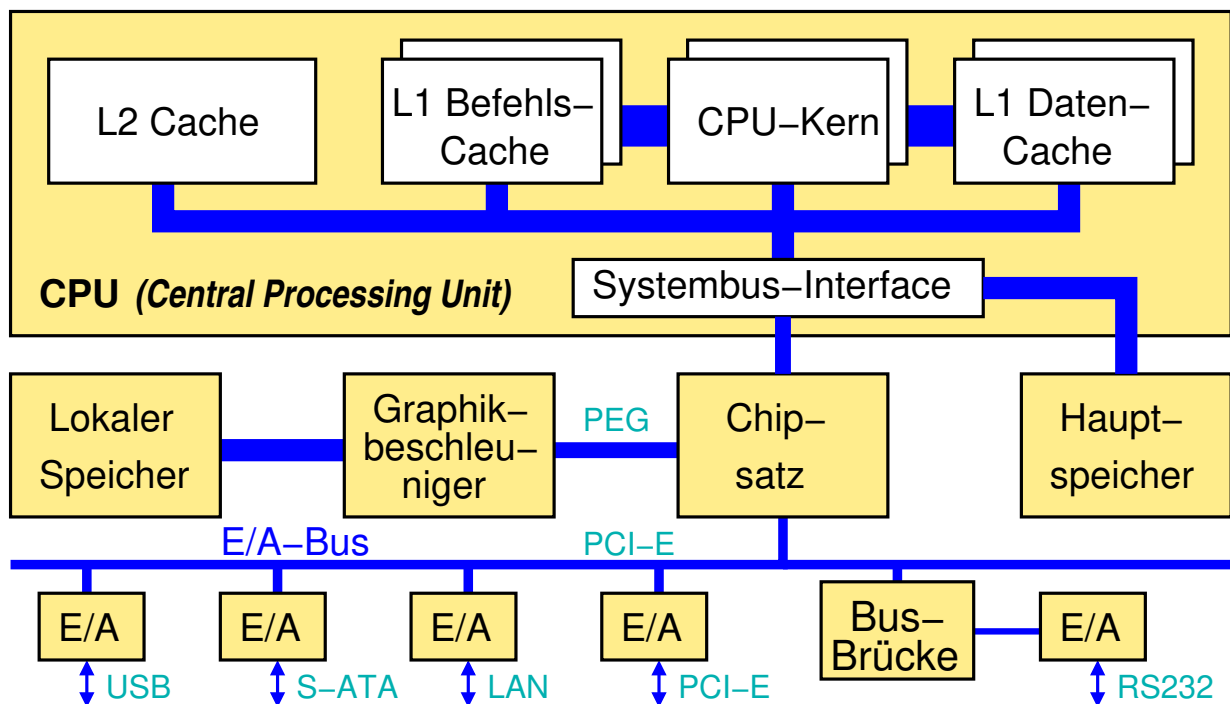 L2 Cache
L1 Befehls–
Cache
CPU–Kern
L1 Daten–
Cache
CPU (Central Processing Unit)
Systembus–Interface
Lokaler
Speicher
Graphik–
beschleu–
niger
PEG
Chip–
satz
Haupt–
speicher
E/A–Bus
PCI–E
E/A
E/A
E/A
E/A
Bus–
Brücke
E/A
USB
S–ATA
LAN
PCI–E
RS232